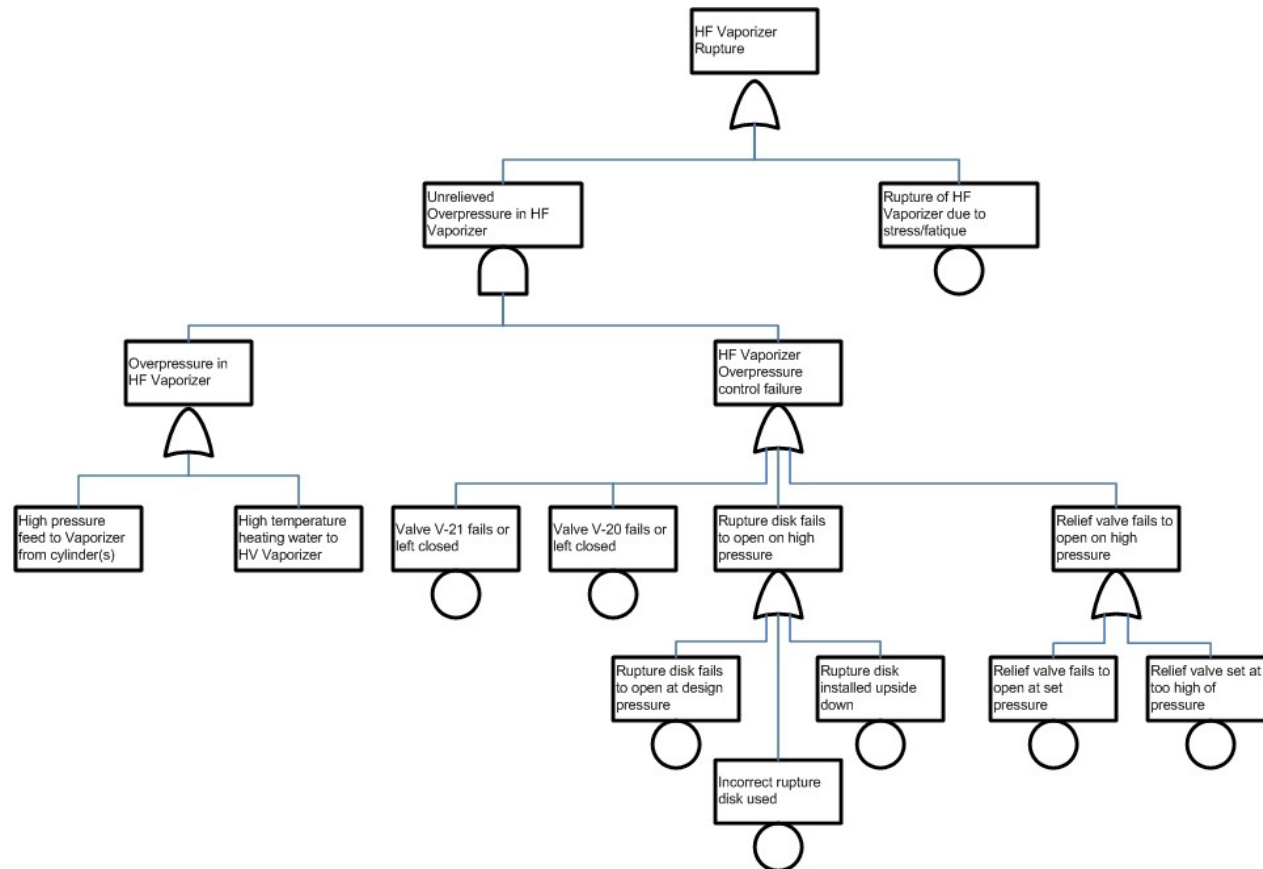 HF Vaporizer
Rupture
Unrelieved
Overpressure in HF
Vaporizer
Rupture of HF
Vaporizer due to
stress/fatique
Overpressure in
HF Vaporizer
HF Vaporizer
Overpressure
control failure
High pressure
feed to Vaporizer
from cylinder(s)
High temperature
heating water to
HV Vaporizer
Valve V-21 fails or
left closed
Valve V-20 fails or
left closed
Rupture disk fails
to open on high
pressure
Relief valve fails to
open on high
pressure
Rupture disk fails
to open at design
pressure
Rupture disk
installed upside
down
Relief valve fails to
open at set
pressure
Relief valve set at
too high of
pressure
Incorrect rupture
disk used